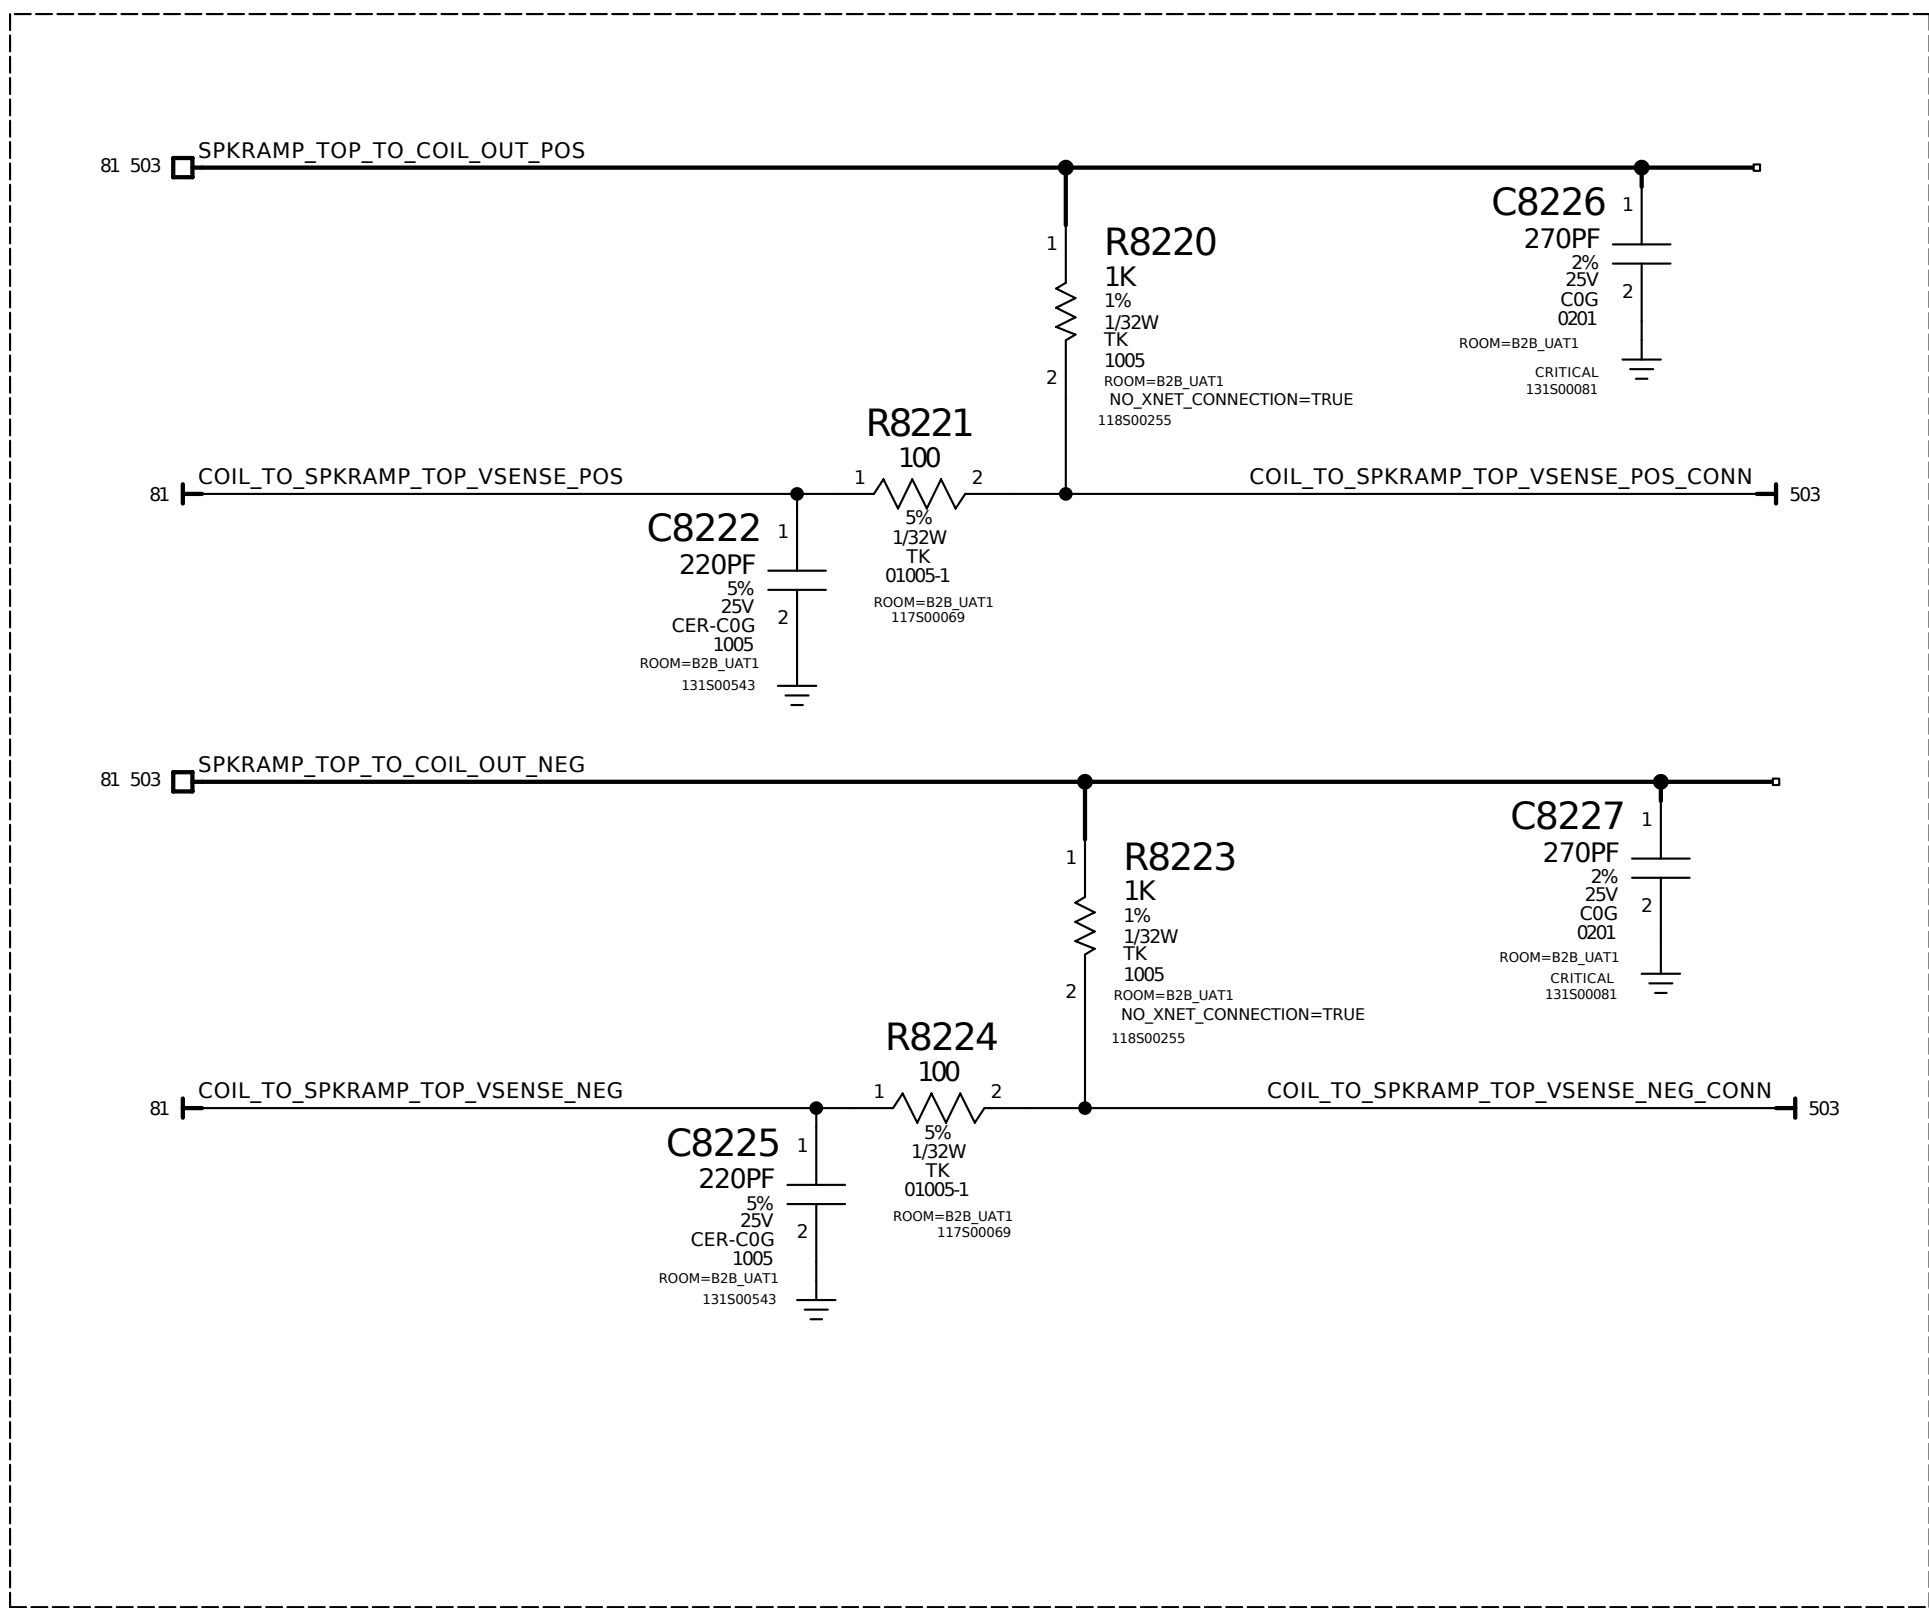 81 503
SPKRAMP_TOP_TO_COIL_OUT_POS
C8226
1
270PF
2%
25V
C0G
0201
2
ROOM=B2B_UAT1
CRITICAL
131S00081
1
R8220
1K
1%
1/32W
TK
1005
2
ROOM=B2B_UAT1
NO_XNET_CONNECTION=TRUE
118S00255
R8221
100
1
2
5%
1/32W
TK
01005-1
ROOM=B2B_UAT1
117S00069
81
COIL_TO_SPKRAMP_TOP_VSENSE_POS
COIL_TO_SPKRAMP_TOP_VSENSE_POS_CONN
503
C8222
1
220PF
5%
25V
2
CER-C0G
1005
ROOM=B2B_UAT1
131S00543
81 503
SPKRAMP_TOP_TO_COIL_OUT_NEG
C8227
1
270PF
2%
25V
C0G
0201
2
ROOM=B2B_UAT1
CRITICAL
131S00081
1
R8223
1K
1%
1/32W
TK
1005
2
ROOM=B2B_UAT1
NO_XNET_CONNECTION=TRUE
118S00255
R8224
100
1
2
5%
1/32W
TK
01005-1
ROOM=B2B_UAT1
117S00069
81
COIL_TO_SPKRAMP_TOP_VSENSE_NEG
COIL_TO_SPKRAMP_TOP_VSENSE_NEG_CONN
503
C8225
1
220PF
5%
25V
2
CER-C0G
1005
ROOM=B2B_UAT1
131S00543